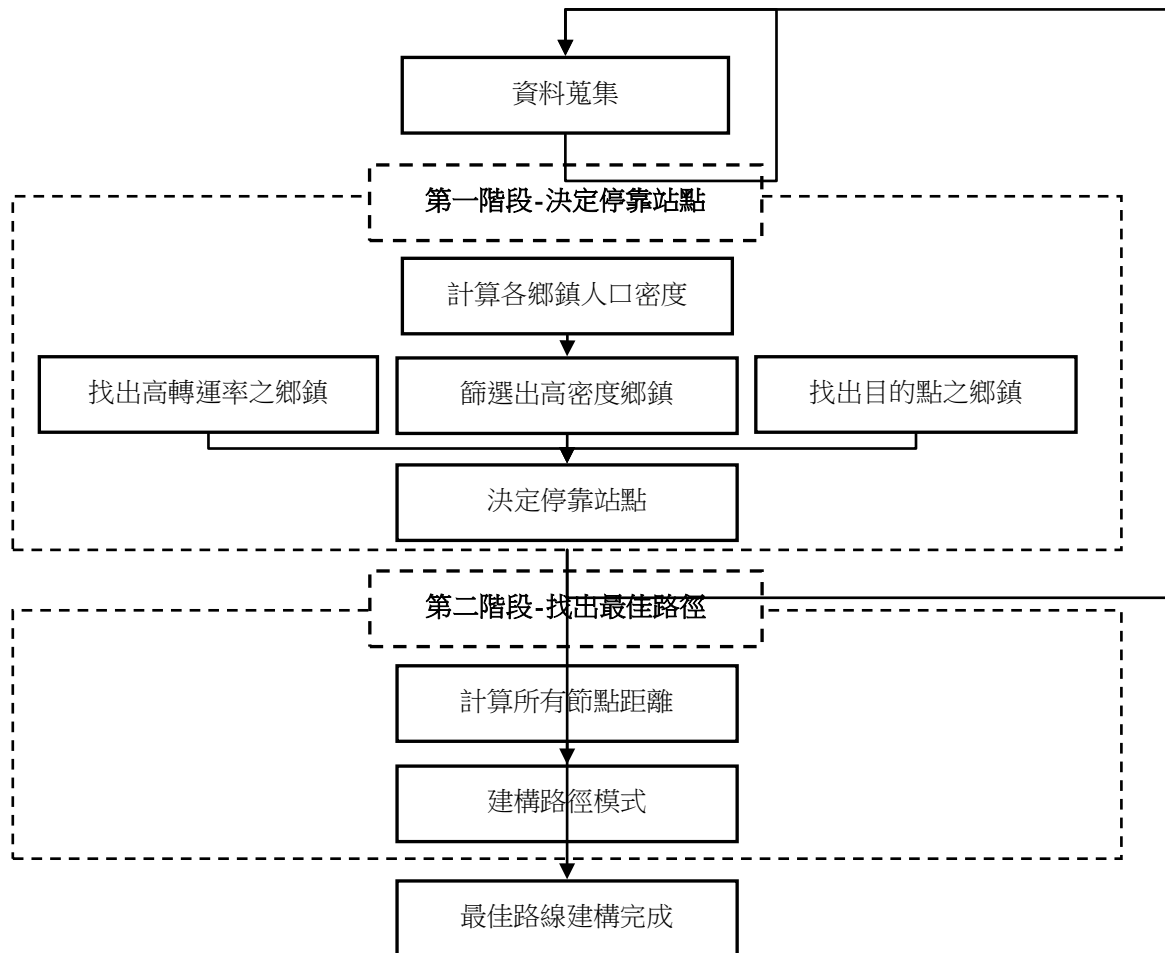 資料蒐集
第一階段-決定停靠站點
計算各鄉鎮人口密度
找出高轉運率之鄉鎮
篩選出高密度鄉鎮
找出目的點之鄉鎮
決定停靠站點
第二階段-找出最佳路徑
計算所有節點距離
建構路徑模式
最佳路線建構完成